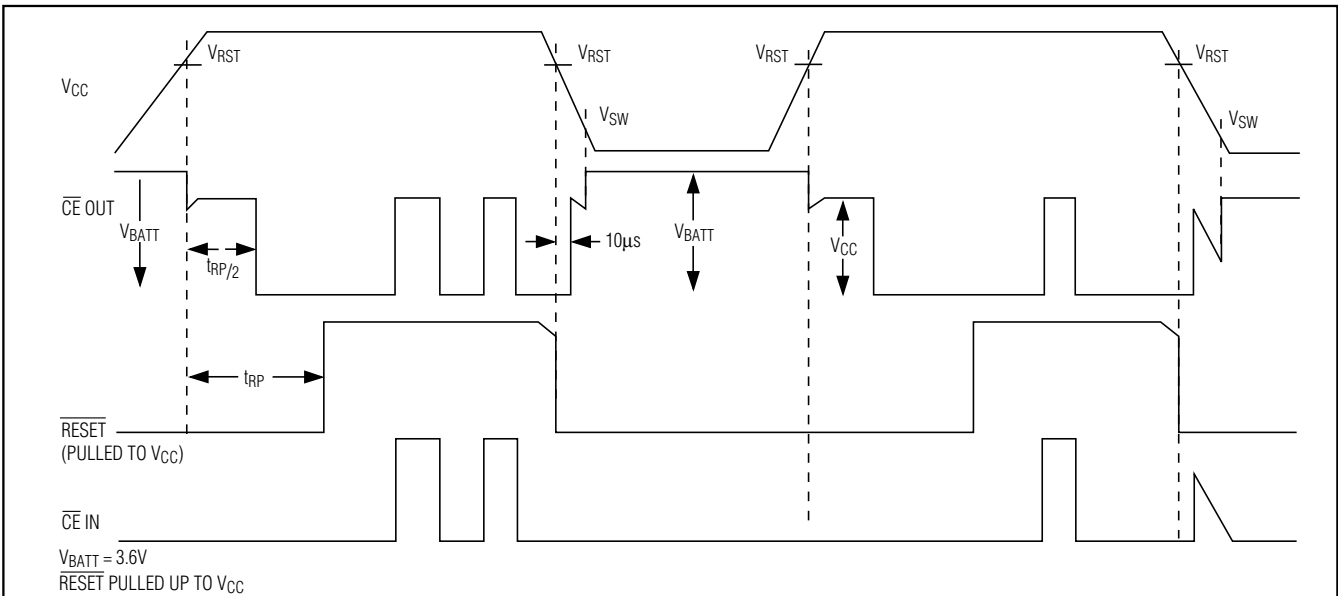 VRST VRST VRST VRST
VCC
VSW VSW
CE OUT
VBATT
tRP/2
10μs
VBATT
VCC
tRP
RESET
(PULLED TO VCC)
CE IN
VBATT = 3.6V
RESET PULLED UP TO VCC